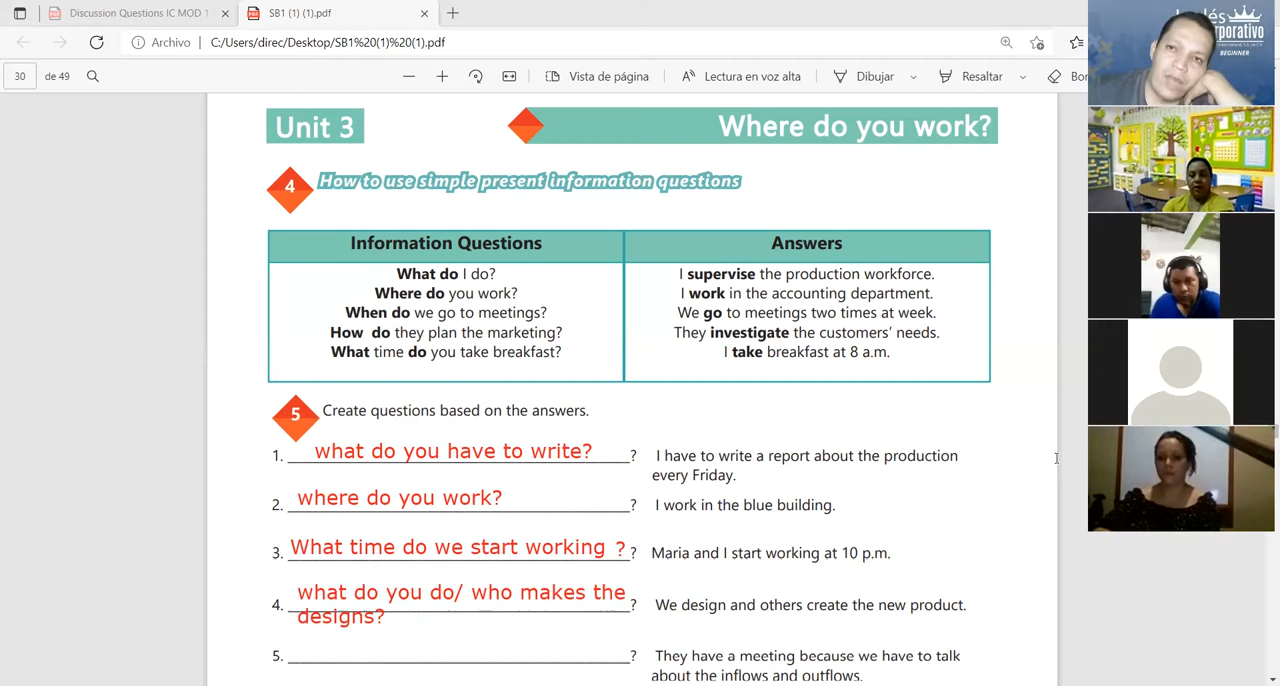 Discussion Questions IC MOD 1
SB1 (1) (1).pdf
Archivo
C:/Users/direc/Desktop/SB1%20(1)%20(1).pdf
30 de 49
Vista de página
Lectura en voz alta
Dibujar
Resaltar
Unit 3
Where do you work?
4
How to use simple present information questions
Information Questions
Answers
What do I do?
I supervise the production workforce.
Where do you work?
I work in the accounting department.
When do we go to meetings?
We go to meetings two times at week.
How do they plan the marketing?
They investigate the customers' needs.
What time do you take breakfast?
I take breakfast at 8 a.m.
5
Create questions based on the answers.
1. what do you have to write? ?
I have to write a report about the production
every Friday.
2. where do you work? ?
I work in the blue building.
3. What time do we start working ? ?
Maria and I start working at 10 p.m.
4. what do you do/ who makes the
designs? ?
We design and others create the new product.
5. ?
They have a meeting because we have to talk
about the inflows and outflows.
BEGINNER